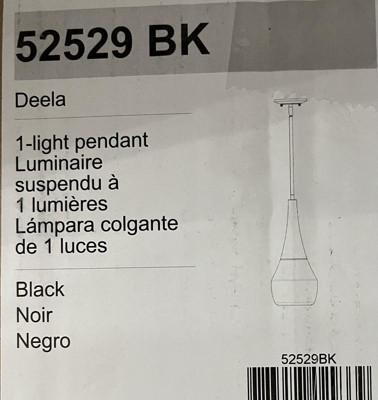 52529 BK
Deela
1-light pendant
Luminaire
suspendu à
1 lumières
Lámpara colgante
de 1 luces
Black
Noir
Negro
52529BK